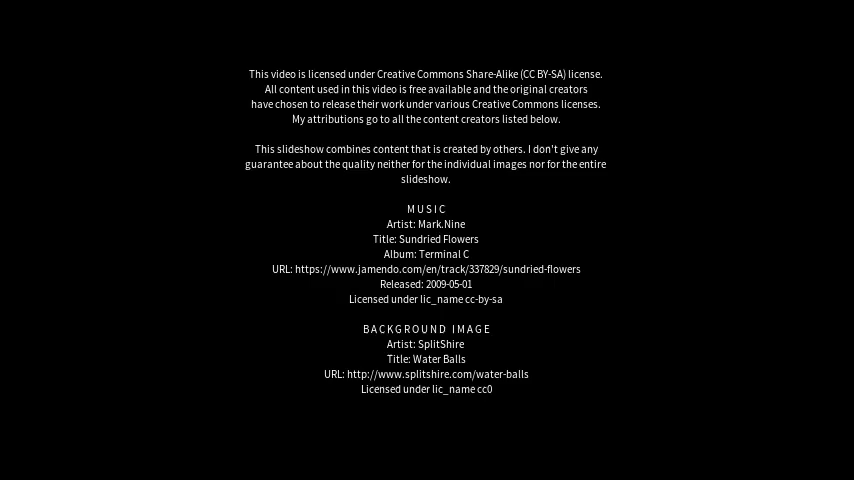 This video is licensed under Creative Commons Share-Alike (CC BY-SA) license.
All content used in this video is free available and the original creators
have chosen to release their work under various Creative Commons licenses.
My attributions go to all the content creators listed below.
This slideshow combines content that is created by others. I don't give any
guarantee about the quality neither for the individual images nor for the entire
slideshow.
MUSIC
Artist: Mark.Nine
Title: Sundried Flowers
Album: Terminal C
URL: https://www.jamendo.com/en/track/337829/sundried-flowers
Released: 2009-05-01
Licensed under lic_name cc-by-sa
BACKGROUND IMAGE
Artist: SplitShire
Title: Water Balls
URL: http://www.splitshire.com/water-balls
Licensed under lic_name cc0